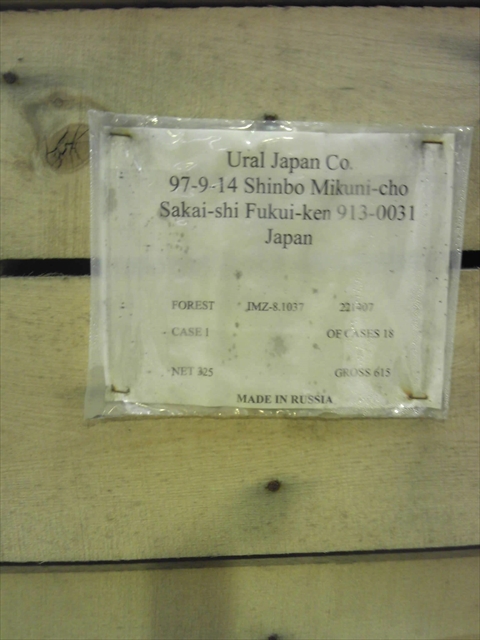 Ural Japan Co.
97-9-14 Shinbo Mikuni-cho
Sakai-shi Fukui-ken 913-0031
Japan
FOREST IMZ-8.1037 221407
CASE 1 OF CASES 18
NET 325 GROSS 615
MADE IN RUSSIA